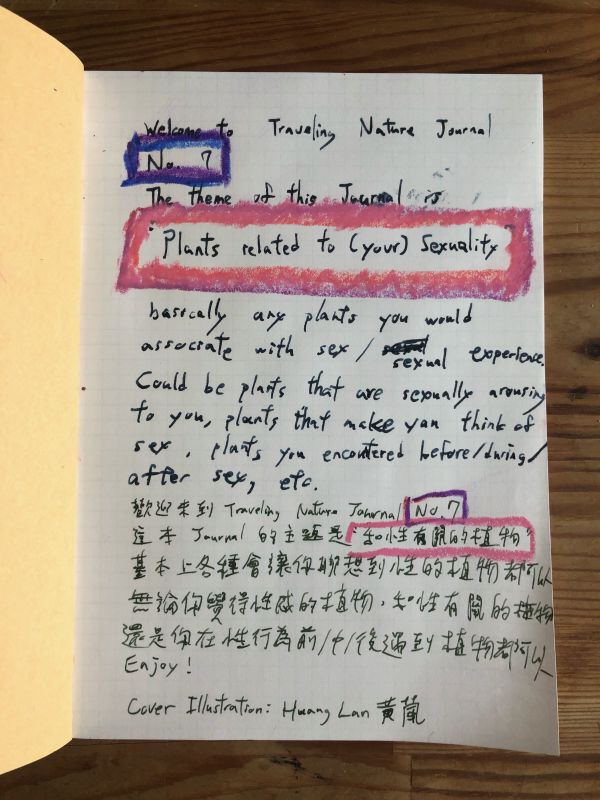 Welcome to Traveling Nature Journal
No. 7
The theme of this Journal is
"Plants related to (your) Sexuality"
basically any plants you would
associate with sex/ sexual experience.
Could be plants that are sexually arousing
to you, plants that make you think of
sex, plants you encountered before/during/
after sex, etc.
歡迎來到 Traveling Nature Journal No.7
這本 Journal 的主題是 "和性有關的植物"
基本上各種會讓你聯想到性的植物都可以
無論你覺得性感的植物,和性有關的植物
還是你在性行為前/中/後遇到植物都可以
Enjoy!
Cover Illustration: Huang Lan 黃